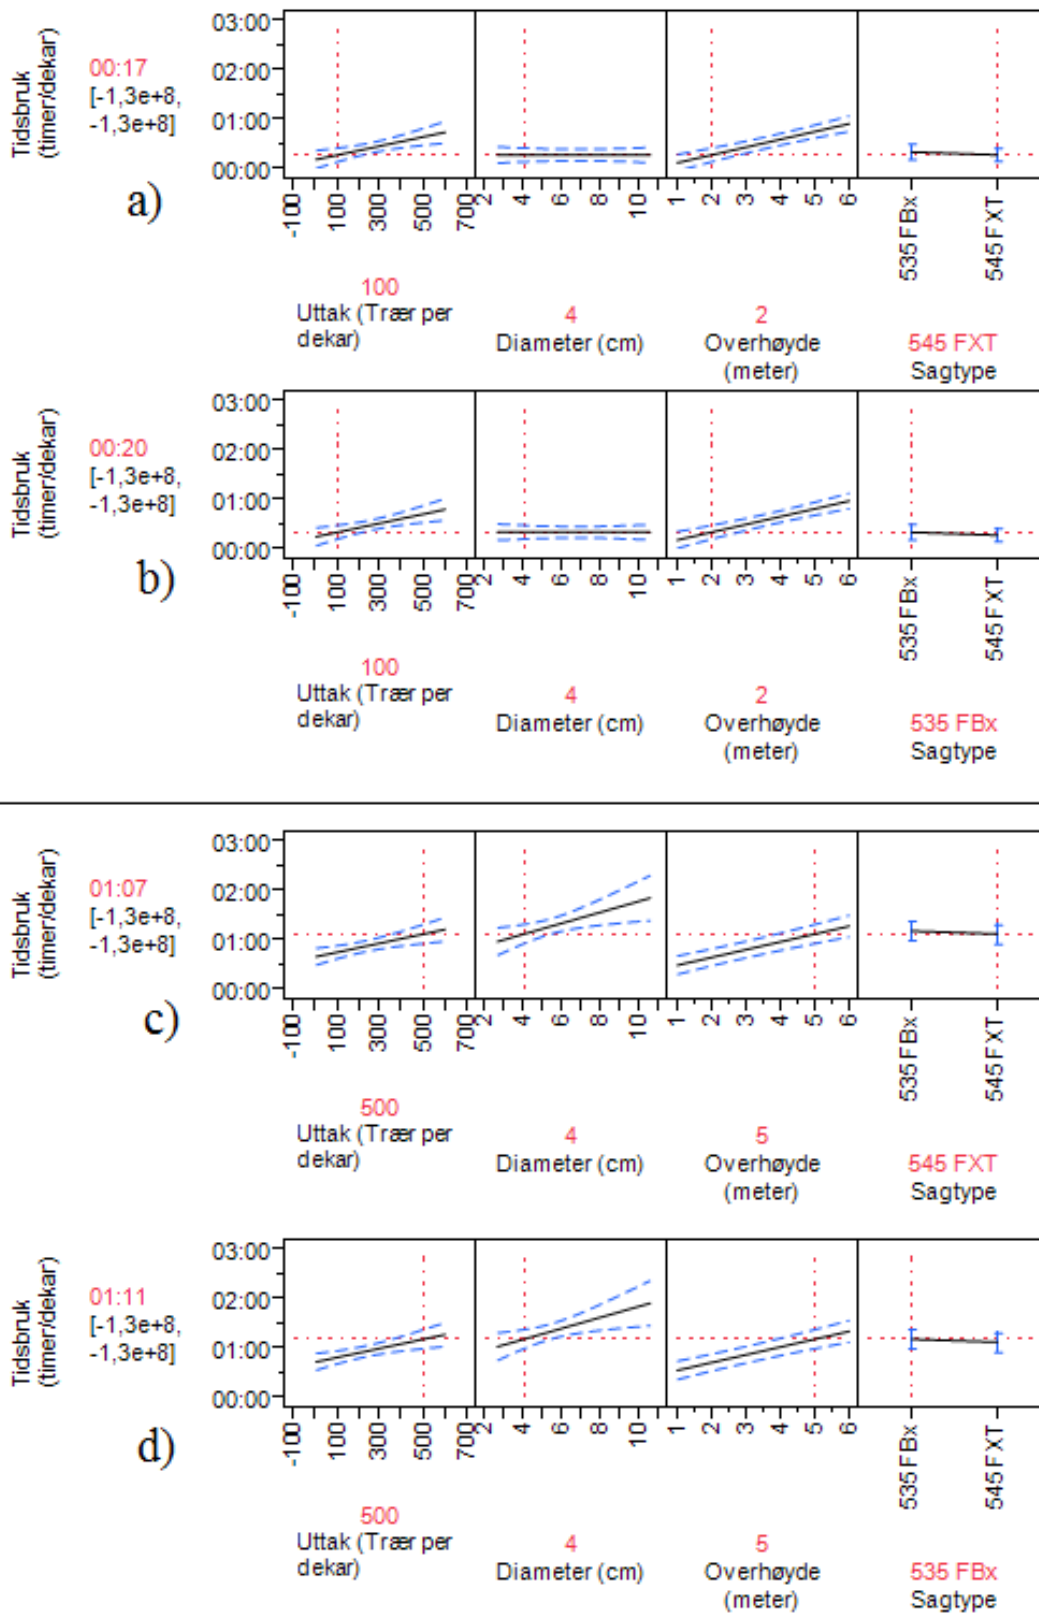 Tidsbruk
(timer/dekar)
00:17
[-1,3e+8,
-1,3e+8]
03:00
02:00
01:00
00:00
a)
-100
100
300
500
700
2
4
6
8
10
1
2
3
4
5
6
535 FBx
545 FXT
100
Uttak (Trær per
dekar)
4
Diameter (cm)
2
Overhøyde
(meter)
545 FXT
Sagtype
Tidsbruk
(timer/dekar)
00:20
[-1,3e+8,
-1,3e+8]
03:00
02:00
01:00
00:00
b)
-100
100
300
500
700
2
4
6
8
10
1
2
3
4
5
6
535 FBx
545 FXT
100
Uttak (Trær per
dekar)
4
Diameter (cm)
2
Overhøyde
(meter)
535 FBx
Sagtype
Tidsbruk
(timer/dekar)
01:07
[-1,3e+8,
-1,3e+8]
03:00
02:00
01:00
00:00
c)
-100
100
300
500
700
2
4
6
8
10
1
2
3
4
5
6
535 FBx
545 FXT
500
Uttak (Trær per
dekar)
4
Diameter (cm)
5
Overhøyde
(meter)
545 FXT
Sagtype
Tidsbruk
(timer/dekar)
01:11
[-1,3e+8,
-1,3e+8]
03:00
02:00
01:00
00:00
d)
-100
100
300
500
700
2
4
6
8
10
1
2
3
4
5
6
535 FBx
545 FXT
500
Uttak (Trær per
dekar)
4
Diameter (cm)
5
Overhøyde
(meter)
535 FBx
Sagtype